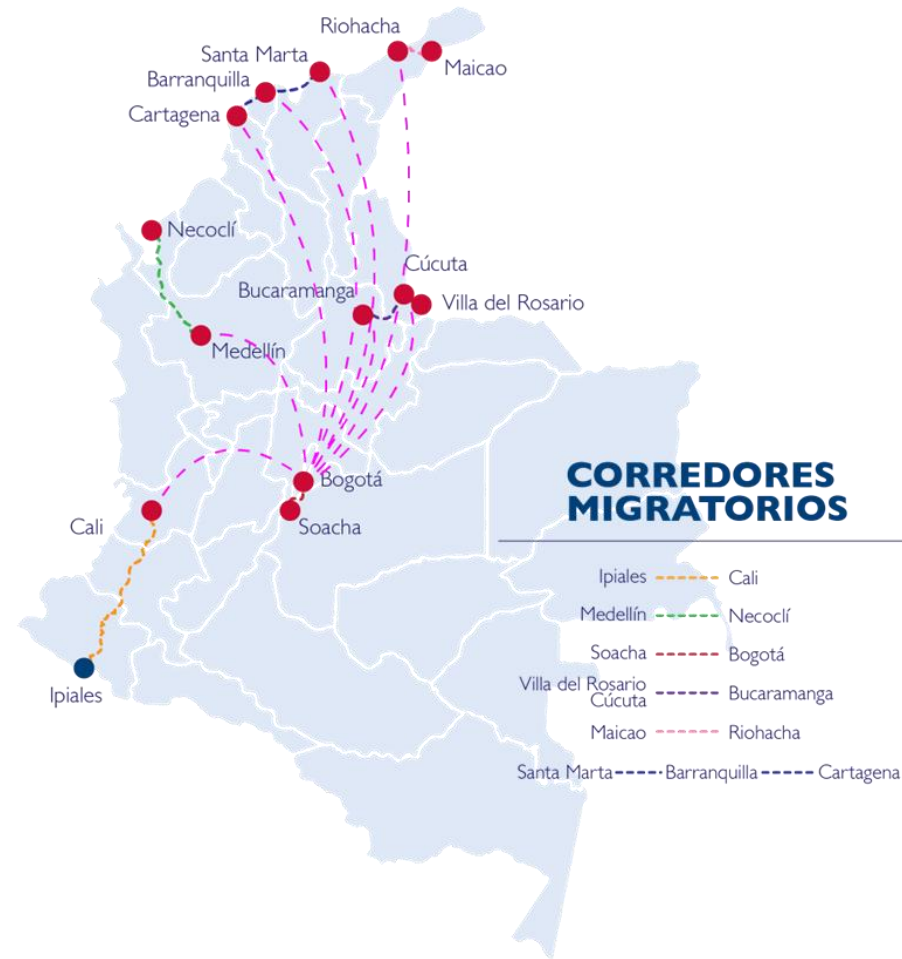 Riohacha
Santa Marta
Maicao
Barranquilla
Cartagena
Necoclí
Cúcuta
Bucaramanga
Villa del Rosario
Medellín
Bogotá
Cali
Soacha
Ipiales
CORREDORES
MIGRATORIOS
Ipiales Cali
Medellín Necoclí
Soacha Bogotá
Villa del Rosario
Cúcuta Bucaramanga
Maicao Riohacha
Santa Marta Barranquilla Cartagena